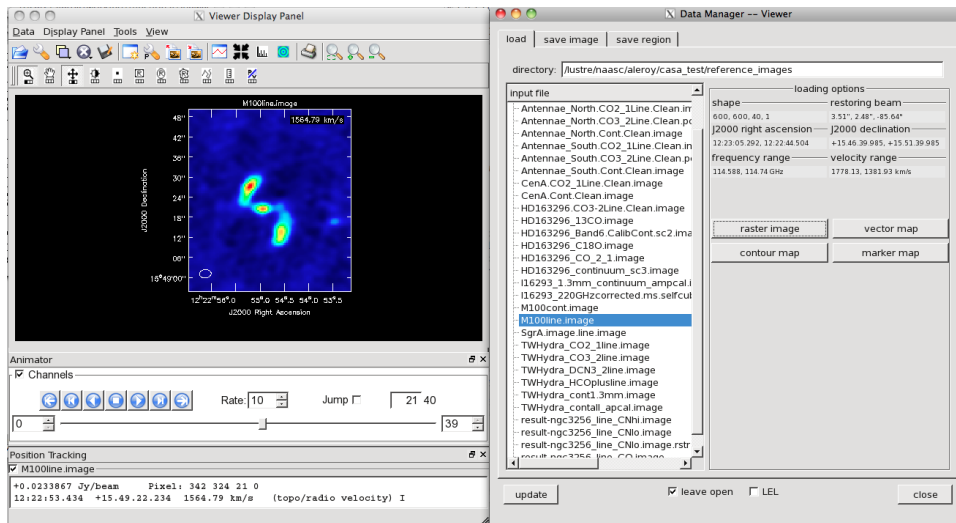 Viewer Display Panel
Data Display Panel Tools View
M100line.image
1564.79 km/s
48"
42"
36"
30"
24"
18"
12"
06"
15°49'00"
J2000 Declination
12h22m56s.0 55s.0 54s.5 54s.0 53s.5
J2000 Right Ascension
Animator
Channels
Rate: 10 Jump 21 40
0 39
Position Tracking
M100line.image
+0.0233867 Jy/beam Pixel: 342 324 21 0
12:22:53.434 +15.49.22.234 1564.79 km/s (topo/radio velocity) I
Data Manager -- Viewer
load save image save region
directory: /lustre/naasc/aleroy/casa_test/reference_images
input file
Antennae_North.CO2_1Line.Clean.im
Antennae_North.CO3_2Line.Clean.pc
Antennae_North.Cont.Clean.image
Antennae_South.CO2_1Line.Clean.in
Antennae_South.CO3_2Line.Clean.p
Antennae_South.Cont.Clean.image
CenA.CO2_1Line.Clean.image
CenA.Cont.Clean.image
HD163296.CO3-2Line.Clean.image
HD163296_13CO.image
HD163296_Band6.CalibCont.sc2.ima
HD163296_C18O.image
HD163296_CO_2_1.image
HD163296_continuum_sc3.image
I16293_1.3mm_continuum_ampcal.i
I16293_220GHzcorrected.ms.selfcul
M100cont.image
M100line.image
SgrA.image.line.image
TWHydra_CO2_1line.image
TWHydra_CO3_2line.image
TWHydra_DCN3_2line.image
TWHydra_HCOplusline.image
TWHydra_cont1.3mm.image
TWHydra_contall_apcal.image
result-ngc3256_line_CNhi.image
result-ngc3256_line_CNlo.image
result-ngc3256_line_CNlo.image.rstr
result-ngc3256_line_CO.image
loading options
shape restoring beam
600, 600, 40, 1 3.51", 2.48", -85.64°
J2000 right ascension J2000 declination
12:23:05.292, 12:22:44.504 +15.46.39.985, +15.51.39.985
frequency range velocity range
114.588, 114.74 GHz 1778.13, 1381.93 km/s
raster image vector map
contour map marker map
update leave open LEL close